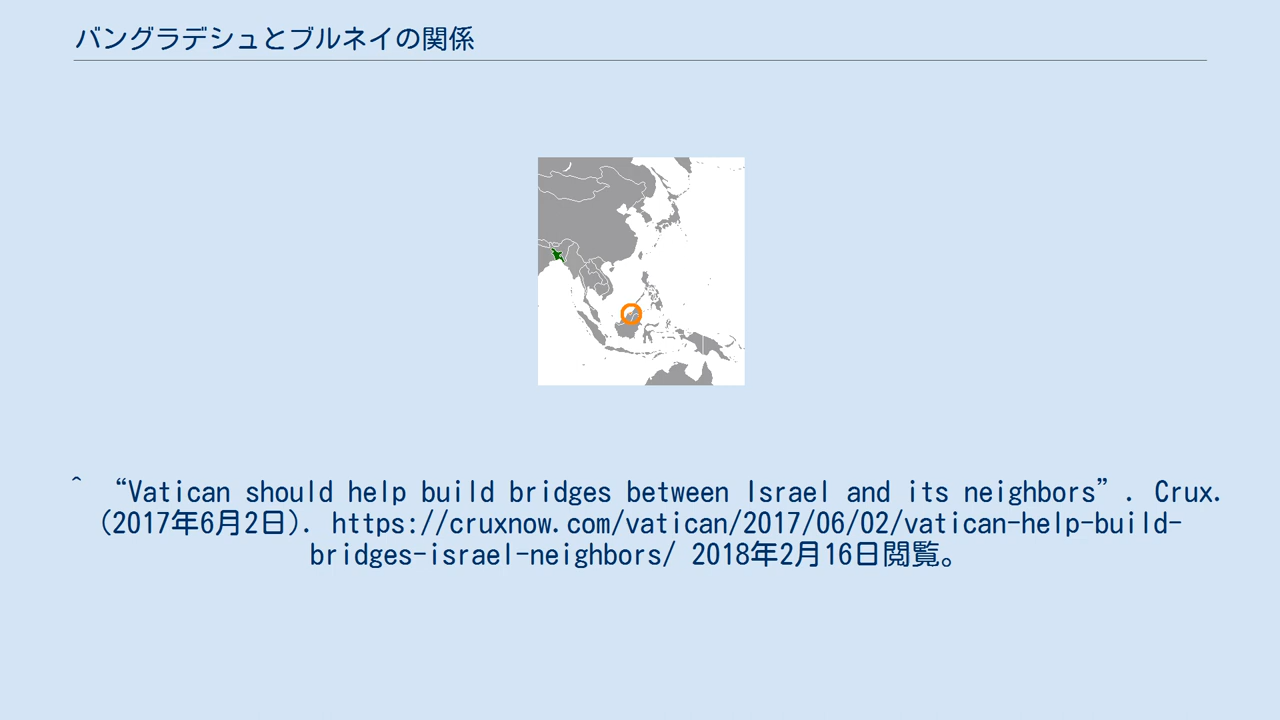 バングラデシュとブルネイの関係
^ “Vatican should help build bridges between Israel and its neighbors”. Crux.
(2017年6月2日). https://cruxnow.com/vatican/2017/06/02/vatican-help-build-
bridges-israel-neighbors/ 2018年2月16日閲覧。